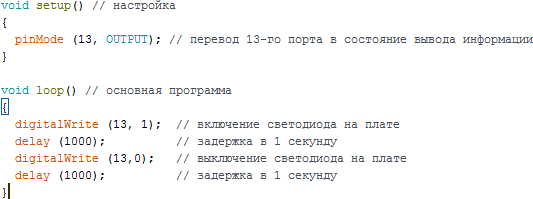 void setup() // настройка
{
  pinMode (13, OUTPUT); // перевод 13-го порта в состояние вывода информации
}

void loop() // основная программа
{
  digitalWrite (13, 1);  // включение светодиода на плате
  delay (1000);          // задержка в 1 секунду
  digitalWrite (13,0);   // выключение светодиода на плате
  delay (1000);          // задержка в 1 секунду
}